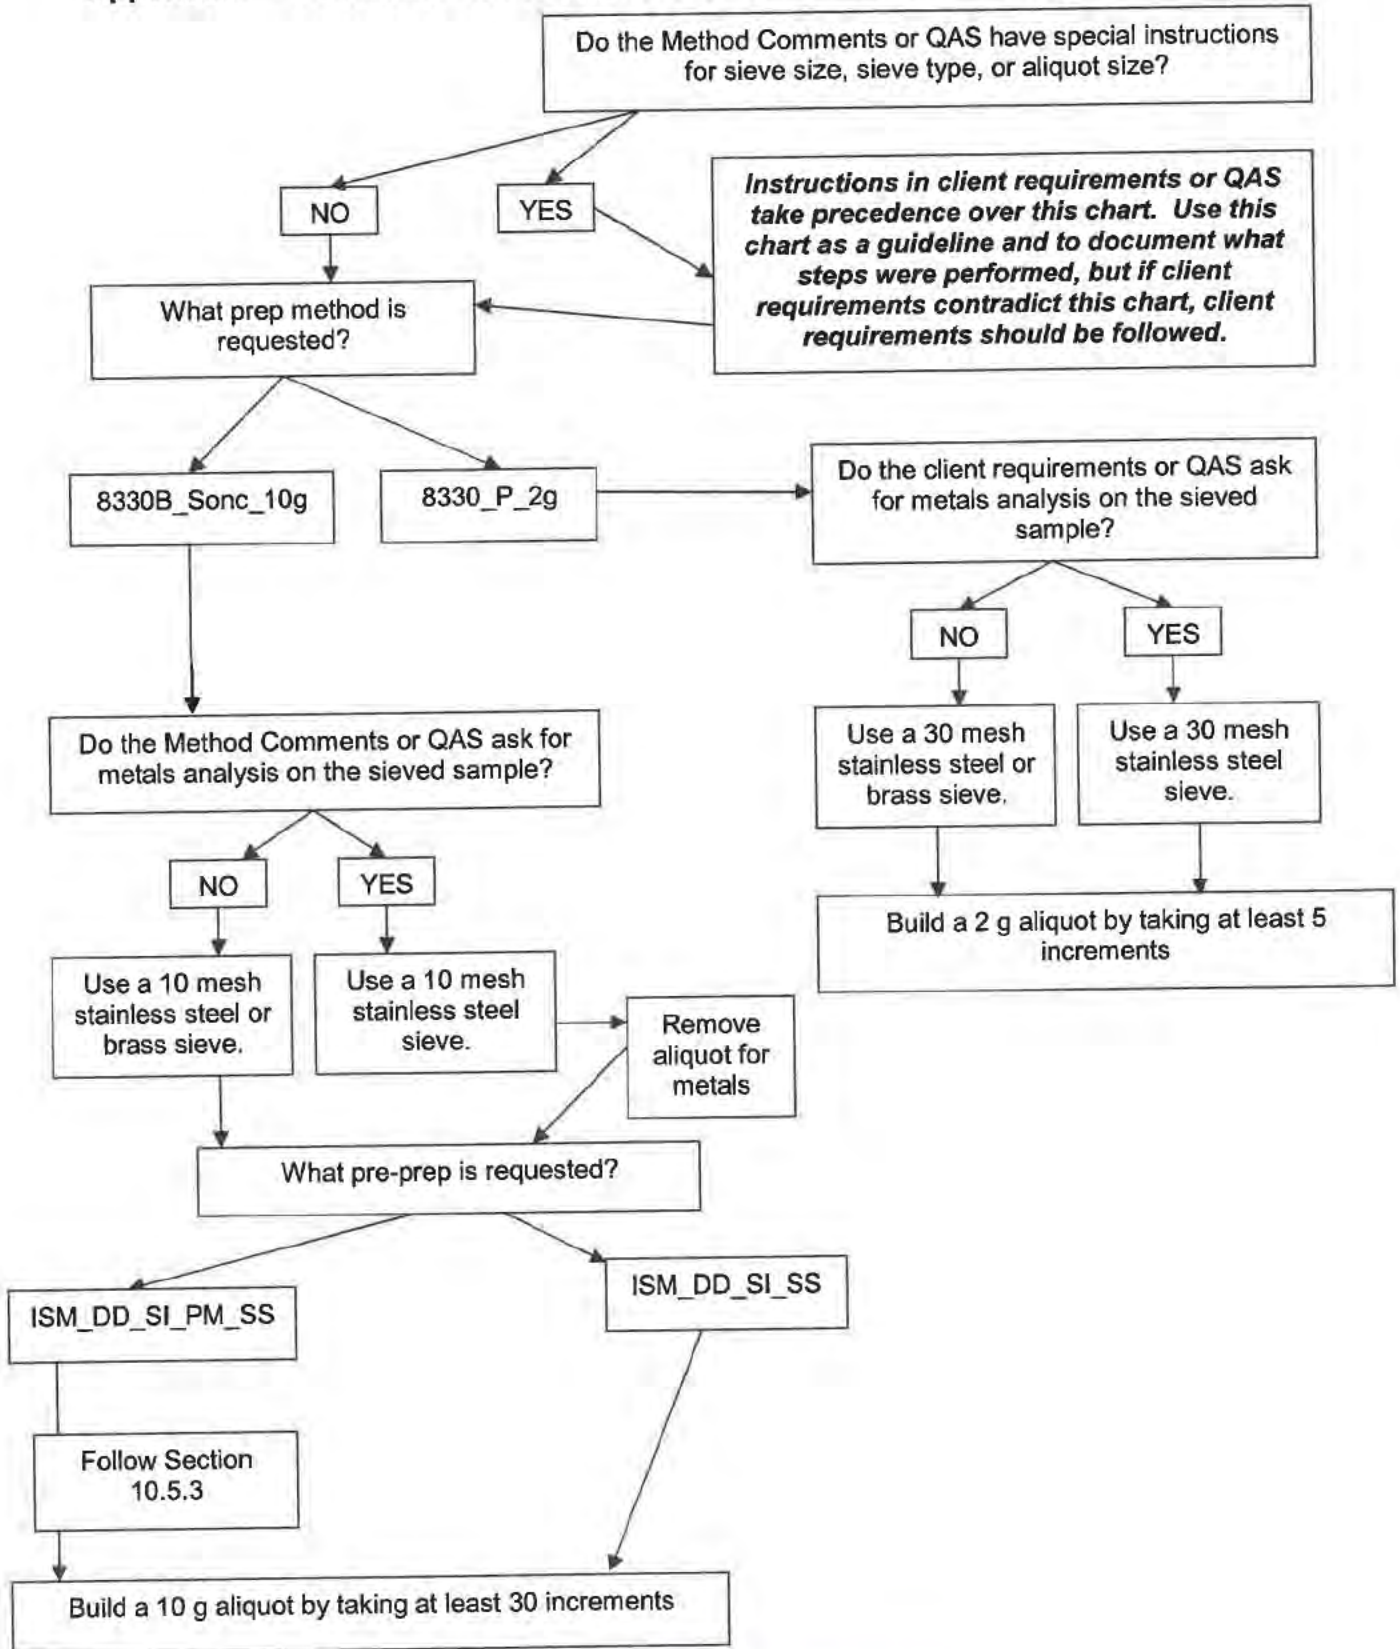 Do the Method Comments or QAS have special instructions
for sieve size, sieve type, or aliquot size?
NO
YES
Instructions in client requirements or QAS
take precedence over this chart. Use this
chart as a guideline and to document what
steps were performed, but if client
requirements contradict this chart, client
requirements should be followed.
What prep method is
requested?
8330B_Sonc_10g
8330_P_2g
Do the client requirements or QAS ask
for metals analysis on the sieved
sample?
NO
YES
Use a 30 mesh
stainless steel or
brass sieve.
Use a 30 mesh
stainless steel
sieve.
Build a 2 g aliquot by taking at least 5
increments
Do the Method Comments or QAS ask for
metals analysis on the sieved sample?
NO
YES
Use a 10 mesh
stainless steel or
brass sieve.
Use a 10 mesh
stainless steel
sieve.
Remove
aliquot for
metals
What pre-prep is requested?
ISM_DD_SI_PM_SS
ISM_DD_SI_SS
Follow Section
10.5.3
Build a 10 g aliquot by taking at least 30 increments